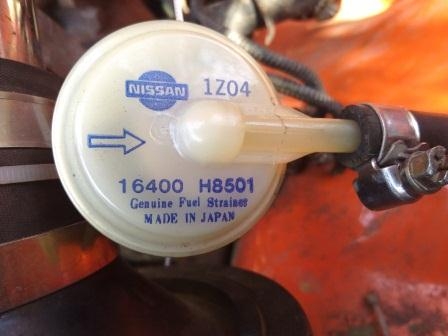 NISSAN 1Z04
16400 H8501
Genuine Fuel Strainer
MADE IN JAPAN